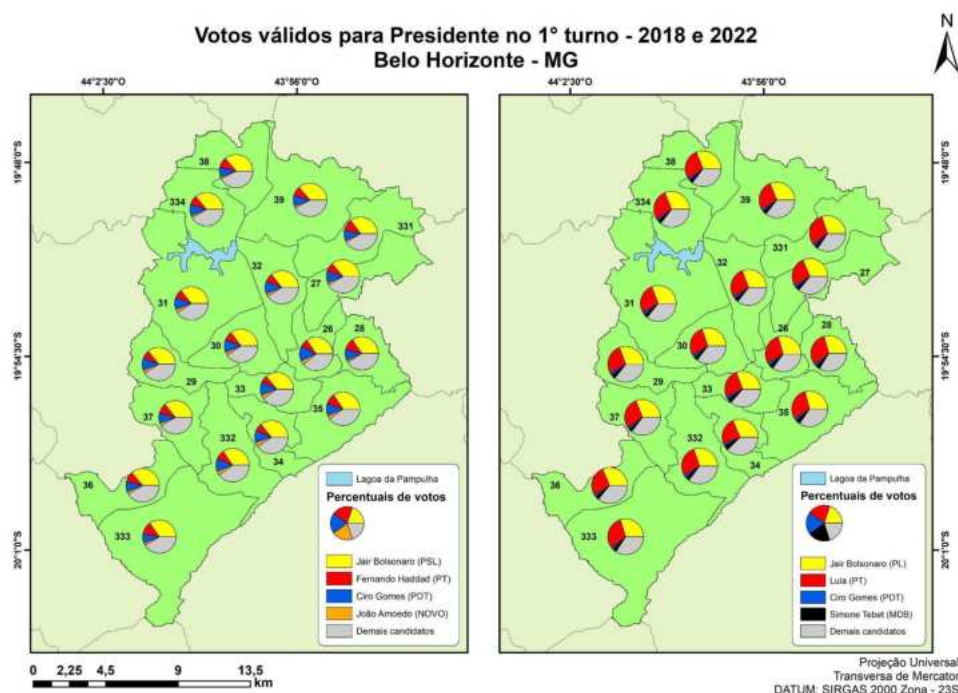 Votos válidos para Presidente no 1° turno - 2018 e 2022
Belo Horizonte - MG
N
44°2'30"O
43°56'0"O
44°2'30"O
43°56'0"O
19°48'0"S
19°54'30"S
20°1'0"S
38
334
39
331
32
27
31
26
28
30
29
33
35
37
332
34
36
333
Lagoa da Pampulha
Percentuais de votos
Jair Bolsonaro (PSL)
Fernando Haddad (PT)
Ciro Gomes (PDT)
João Amoedo (NOVO)
Demais candidatos
38
334
39
331
32
27
31
26
28
30
29
33
35
37
332
34
36
333
Lagoa da Pampulha
Percentuais de votos
Jair Bolsonaro (PL)
Lula (PT)
Ciro Gomes (PDT)
Simone Tebet (MDB)
Demais candidatos
19°48'0"S
19°54'30"S
20°1'0"S
0 2,25 4,5 9 13,5
km
Projeção Universal
Transversa de Mercator
DATUM: SIRGAS 2000 Zona - 23S